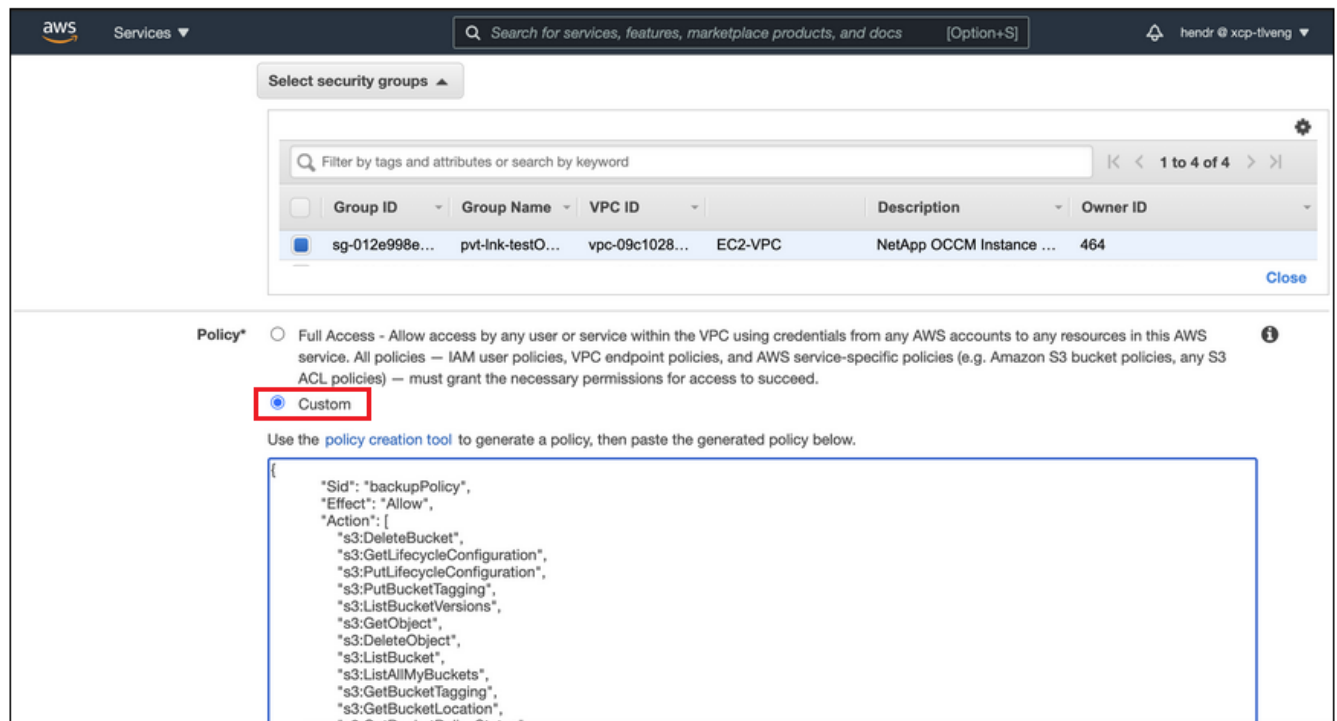 aws Services ▼ Search for services, features, marketplace products, and docs [Option+S] hendr @ xcp-tlveng ▼
Select security groups ▲
Filter by tags and attributes or search by keyword 1 to 4 of 4
Group ID Group Name VPC ID Description Owner ID
sg-012e998e... pvt-lnk-testO... vpc-09c1028... EC2-VPC NetApp OCCM Instance ... 464
Close
Policy* Full Access - Allow access by any user or service within the VPC using credentials from any AWS accounts to any resources in this AWS
service. All policies — IAM user policies, VPC endpoint policies, and AWS service-specific policies (e.g. Amazon S3 bucket policies, any S3
ACL policies) — must grant the necessary permissions for access to succeed.
Custom
Use the policy creation tool to generate a policy, then paste the generated policy below.
{
"Sid": "backupPolicy",
"Effect": "Allow",
"Action": [
"s3:DeleteBucket",
"s3:GetLifecycleConfiguration",
"s3:PutLifecycleConfiguration",
"s3:PutBucketTagging",
"s3:ListBucketVersions",
"s3:GetObject",
"s3:DeleteObject",
"s3:ListBucket",
"s3:ListAllMyBuckets",
"s3:GetBucketTagging",
"s3:GetBucketLocation",